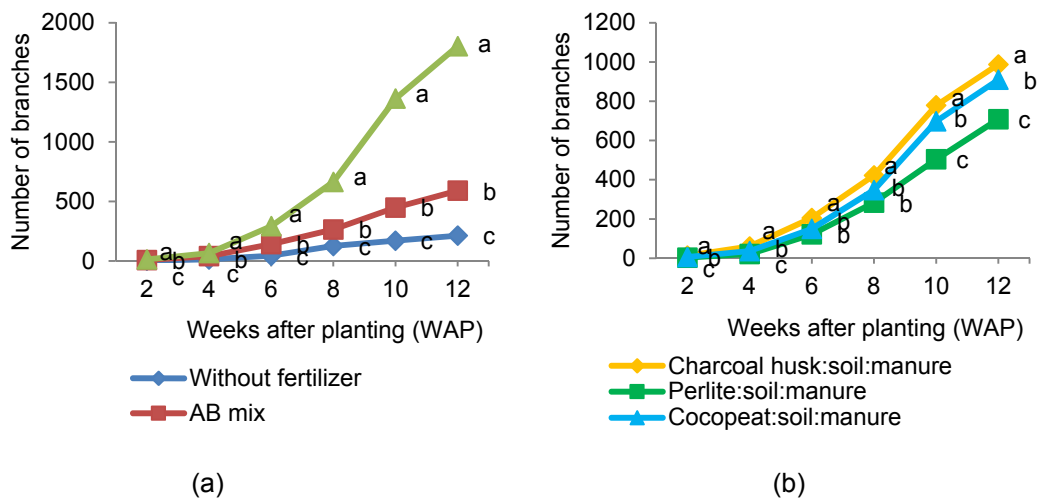 2000
1500
1000
500
0
Number of branches
a
a
a
a
a
a
b
b
b
b
b
b
c
c
c
c
c
c
2 4 6 8 10 12
Weeks after planting (WAP)
Without fertilizer
AB mix
(a)
1200
1000
800
600
400
200
0
Number of branches
a
a
a
a
a
a
b
b
b
b
b
b
c
c
b
b
c
c
2 4 6 8 10 12
Weeks after planting (WAP)
Charcoal husk:soil:manure
Perlite:soil:manure
Cocopeat:soil:manure
(b)